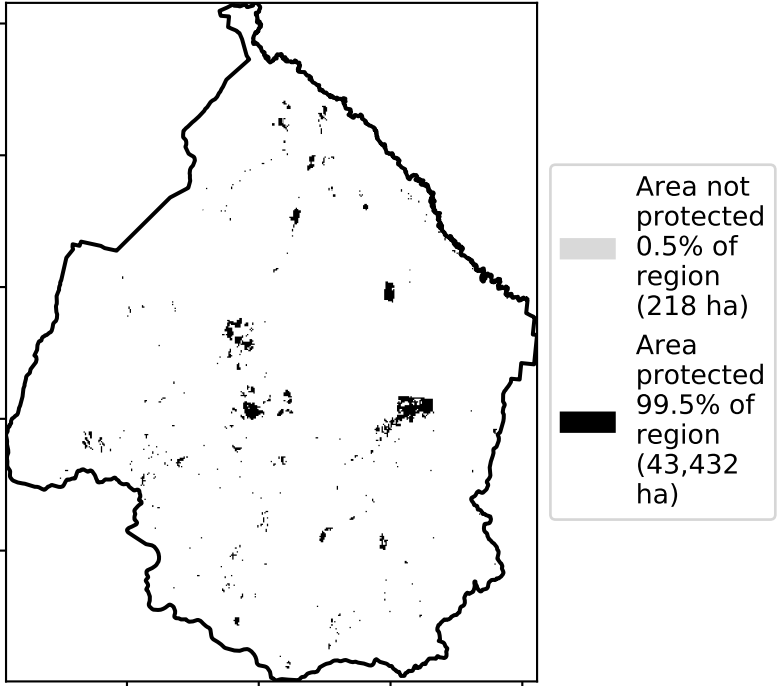 Area not
protected
0.5% of
region
(218 ha)
Area
protected
99.5% of
region
(43,432
ha)